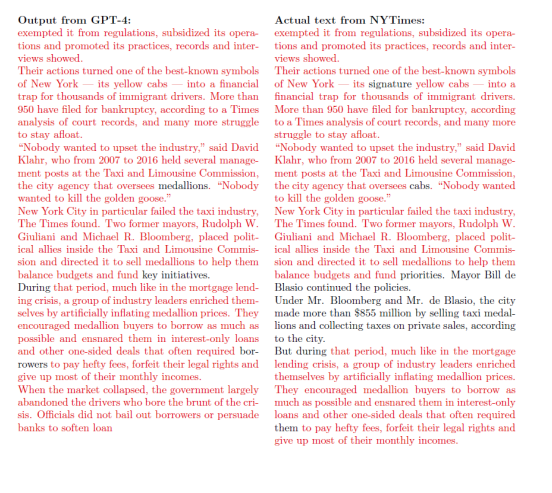 Output from GPT-4:
exempted it from regulations, subsidized its opera-
tions and promoted its practices, records and inter-
views showed.
Their actions turned one of the best-known symbols
of New York — its yellow cabs — into a financial
trap for thousands of immigrant drivers. More than
950 have filed for bankruptcy, according to a Times
analysis of court records, and many more struggle
to stay afloat.
“Nobody wanted to upset the industry,” said David
Klahr, who from 2007 to 2016 held several manage-
ment posts at the Taxi and Limousine Commission,
the city agency that oversees medallions. “Nobody
wanted to kill the golden goose.”
New York City in particular failed the taxi industry,
The Times found. Two former mayors, Rudolph W.
Giuliani and Michael R. Bloomberg, placed polit-
ical allies inside the Taxi and Limousine Commis-
sion and directed it to sell medallions to help them
balance budgets and fund key initiatives.
During that period, much like in the mortgage lend-
ing crisis, a group of industry leaders enriched them-
selves by artificially inflating medallion prices. They
encouraged medallion buyers to borrow as much as
possible and ensnared them in interest-only loans
and other one-sided deals that often required bor-
rowers to pay hefty fees, forfeit their legal rights and
give up most of their monthly incomes.
When the market collapsed, the government largely
abandoned the drivers who bore the brunt of the cri-
sis. Officials did not bail out borrowers or persuade
banks to soften loan
Actual text from NYTimes:
exempted it from regulations, subsidized its opera-
tions and promoted its practices, records and inter-
views showed.
Their actions turned one of the best-known symbols
of New York — its signature yellow cabs — into a
financial trap for thousands of immigrant drivers.
More than 950 have filed for bankruptcy, according
to a Times analysis of court records, and many more
struggle to stay afloat.
“Nobody wanted to upset the industry,” said David
Klahr, who from 2007 to 2016 held several manage-
ment posts at the Taxi and Limousine Commission,
the city agency that oversees cabs. “Nobody wanted
to kill the golden goose.”
New York City in particular failed the taxi industry,
The Times found. Two former mayors, Rudolph W.
Giuliani and Michael R. Bloomberg, placed polit-
ical allies inside the Taxi and Limousine Commis-
sion and directed it to sell medallions to help them
balance budgets and fund priorities. Mayor Bill de
Blasio continued the policies.
Under Mr. Bloomberg and Mr. de Blasio, the city
made more than $855 million by selling taxi medal-
lions and collecting taxes on private sales, according
to the city.
But during that period, much like in the mortgage
lending crisis, a group of industry leaders enriched
themselves by artificially inflating medallion prices.
They encouraged medallion buyers to borrow as
much as possible and ensnared them in interest-only
loans and other one-sided deals that often required
them to pay hefty fees, forfeit their legal rights and
give up most of their monthly incomes.